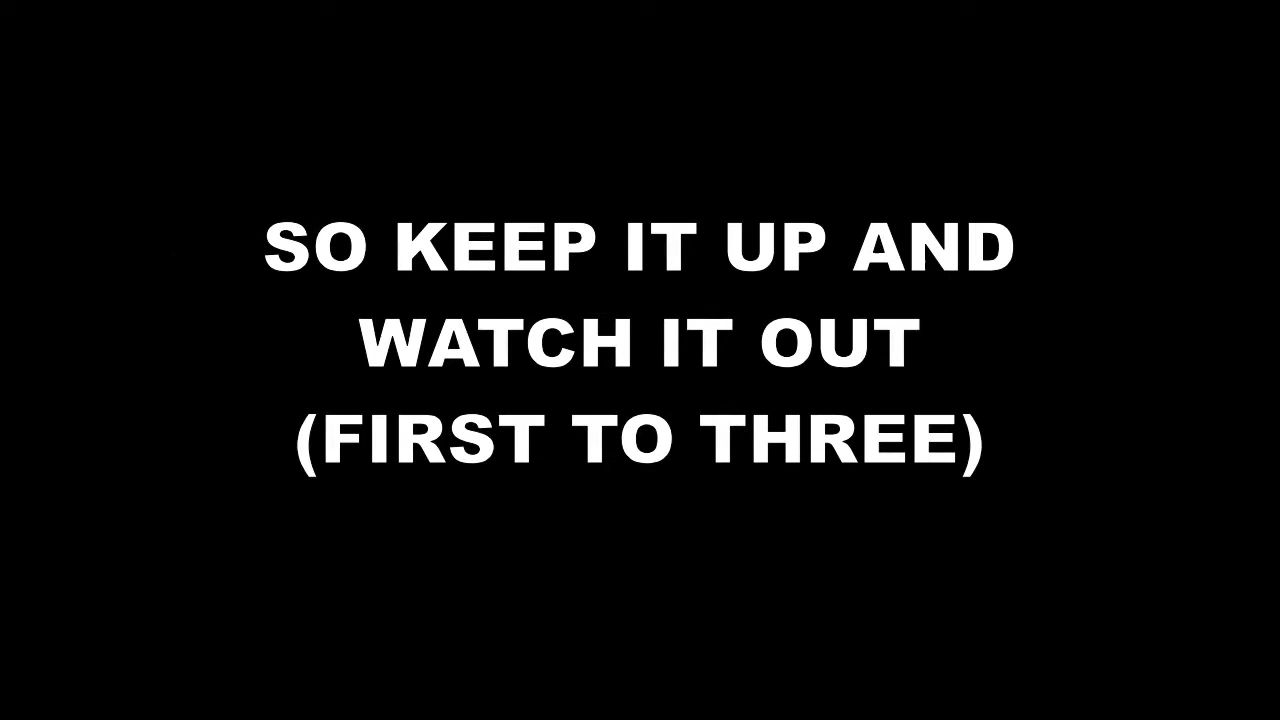 SO KEEP IT UP AND
WATCH IT OUT
(FIRST TO THREE)